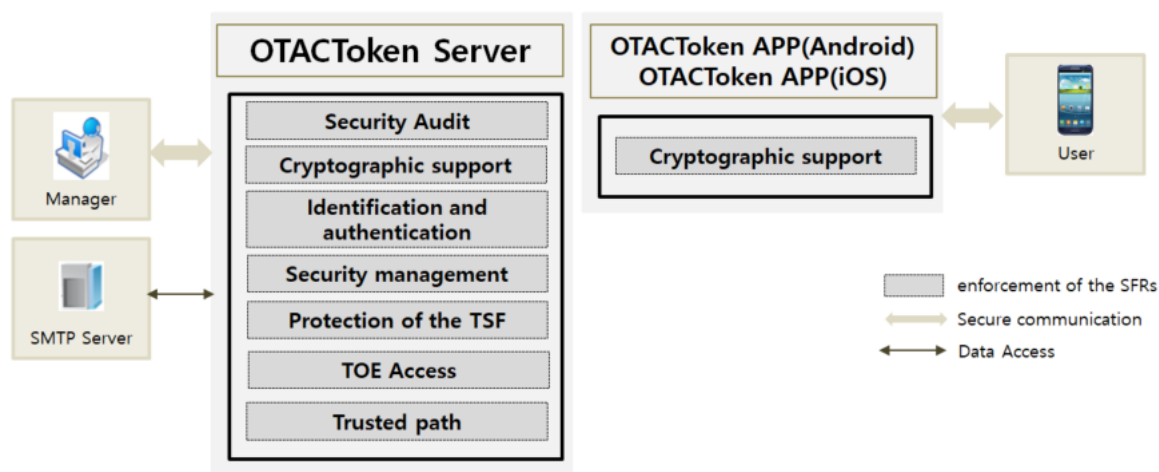 OTACToken Server
Security Audit
Cryptographic support
Identification and
authentication
Security management
Protection of the TSF
TOE Access
Trusted path
Manager
SMTP Server
OTACToken APP(Android)
OTACToken APP(iOS)
Cryptographic support
User
enforcement of the SFRs
Secure communication
Data Access